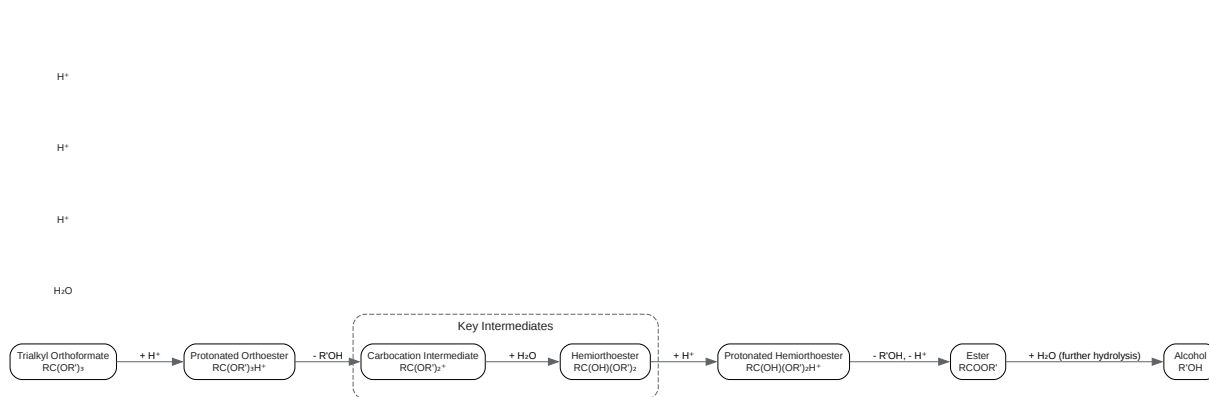 H⁺
H⁺
H⁺
H₂O
Key Intermediates
Trialkyl Orthoformate
RC(OR')₃
+ H⁺
Protonated Orthoester
RC(OR')₃H⁺
- R'OH
Carbocation Intermediate
RC(OR')₂⁺
+ H₂O
Hemiorthoester
RC(OH)(OR')₂
+ H⁺
Protonated Hemiorthoester
RC(OH)(OR')₂H⁺
- R'OH, - H⁺
Ester
RCOOR'
+ H₂O (further hydrolysis)
Alcohol
R'OH